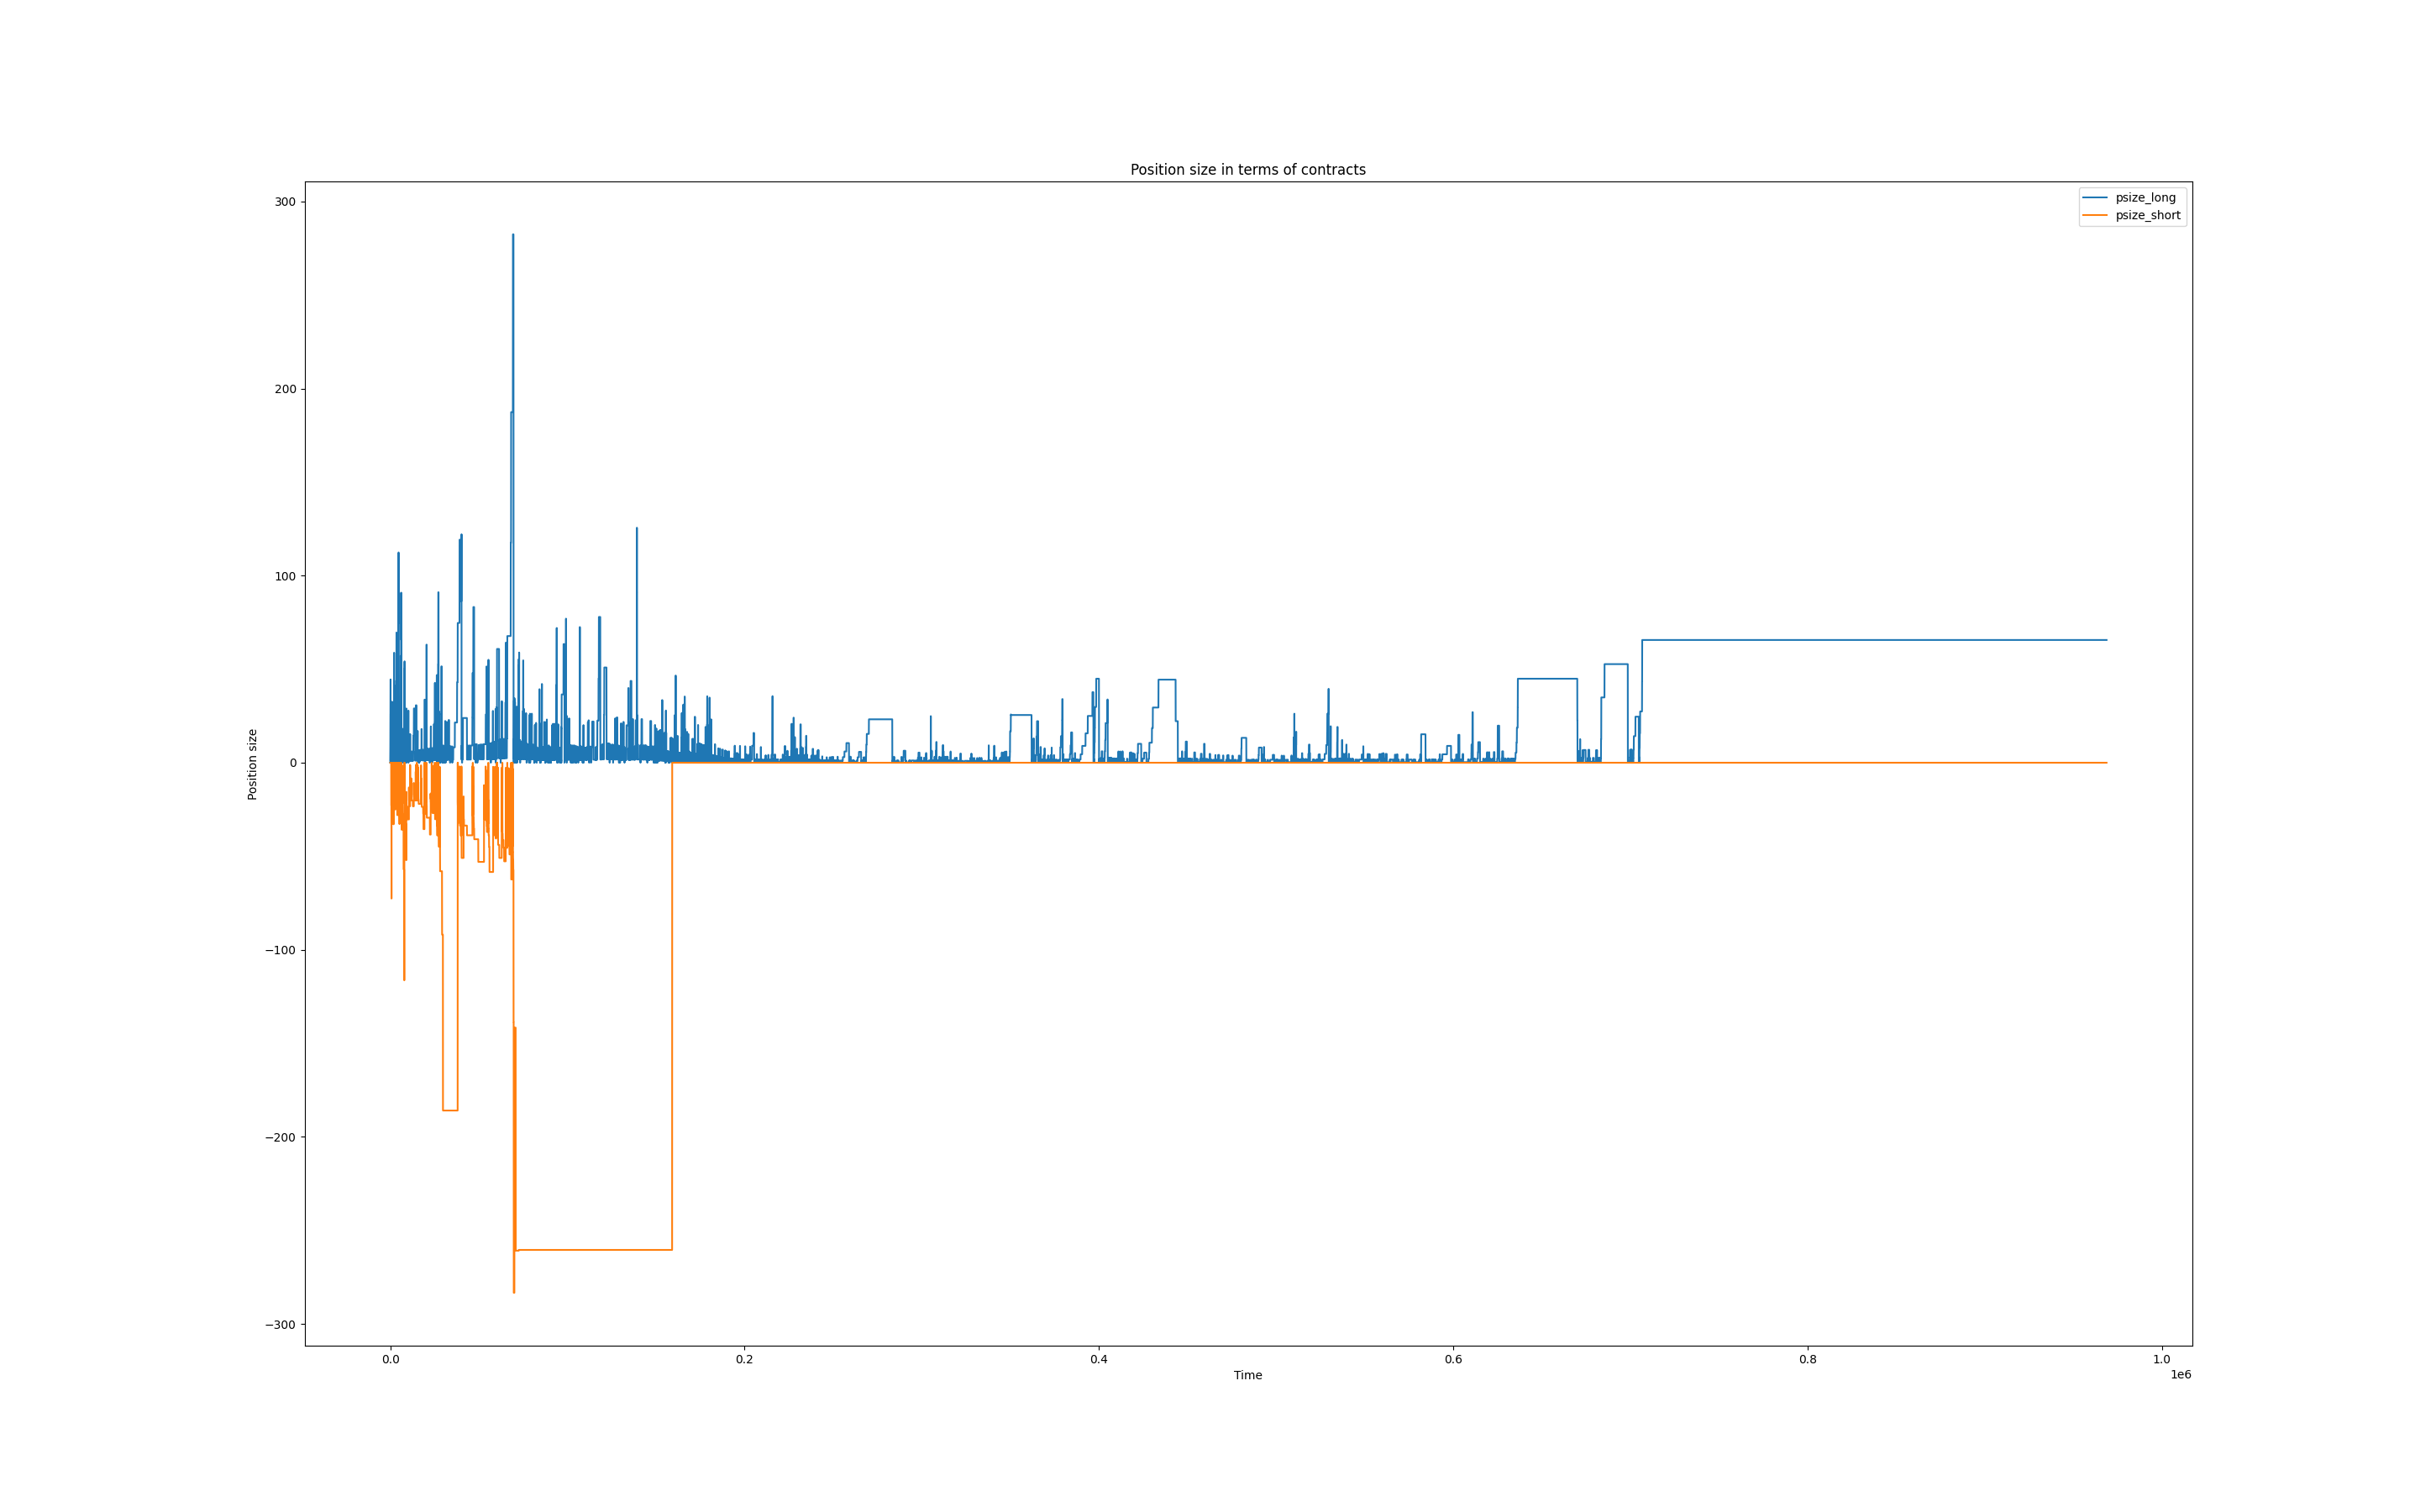 Position size in terms of contracts
psize_long
psize_short
Position size
300
200
100
0
−100
−200
−300
0.0
0.2
0.4
0.6
0.8
1.0
1e6
Time